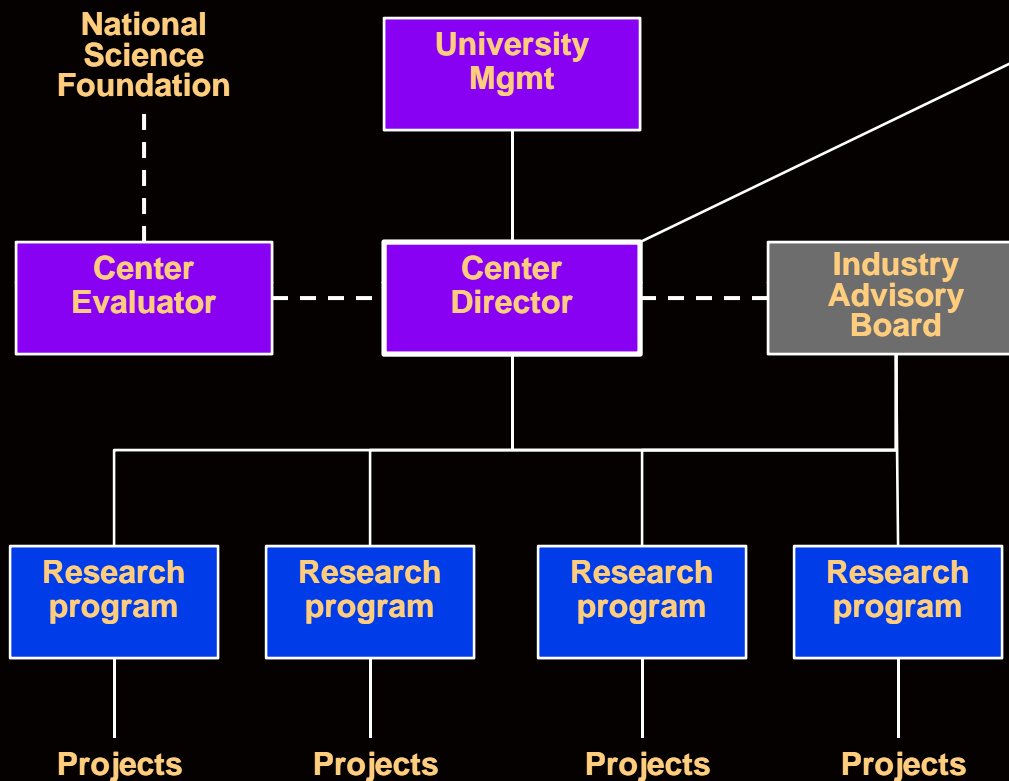 National
Science
Foundation
University
Mgmt
Center
Evaluator
Center
Director
Industry
Advisory
Board
Research
program
Research
program
Research
program
Research
program
Projects
Projects
Projects
Projects